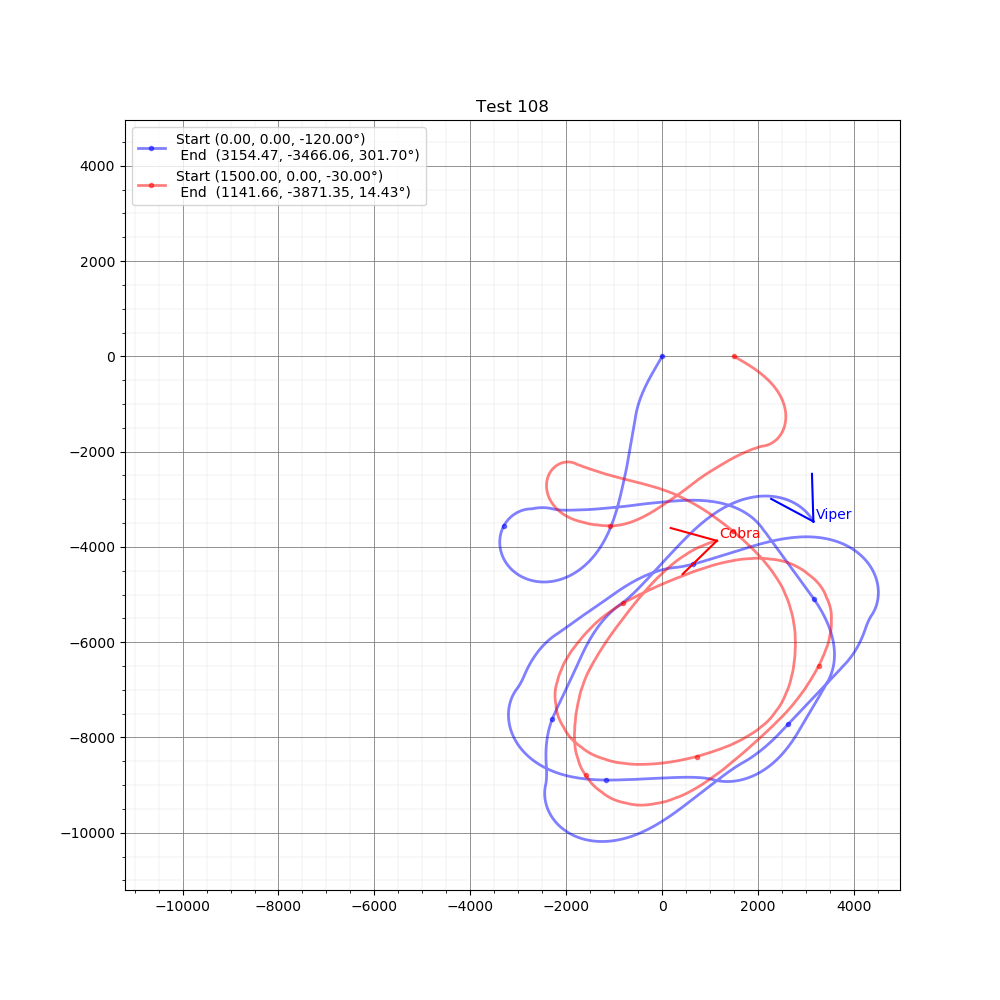 Test 108
Start (0.00, 0.00, -120.00°)
End (3154.47, -3466.06, 301.70°)
Start (1500.00, 0.00, -30.00°)
End (1141.66, -3871.35, 14.43°)
4000
2000
0
−2000
−4000
−6000
−8000
−10000
Viper
Cobra
−10000 −8000 −6000 −4000 −2000 0 2000 4000